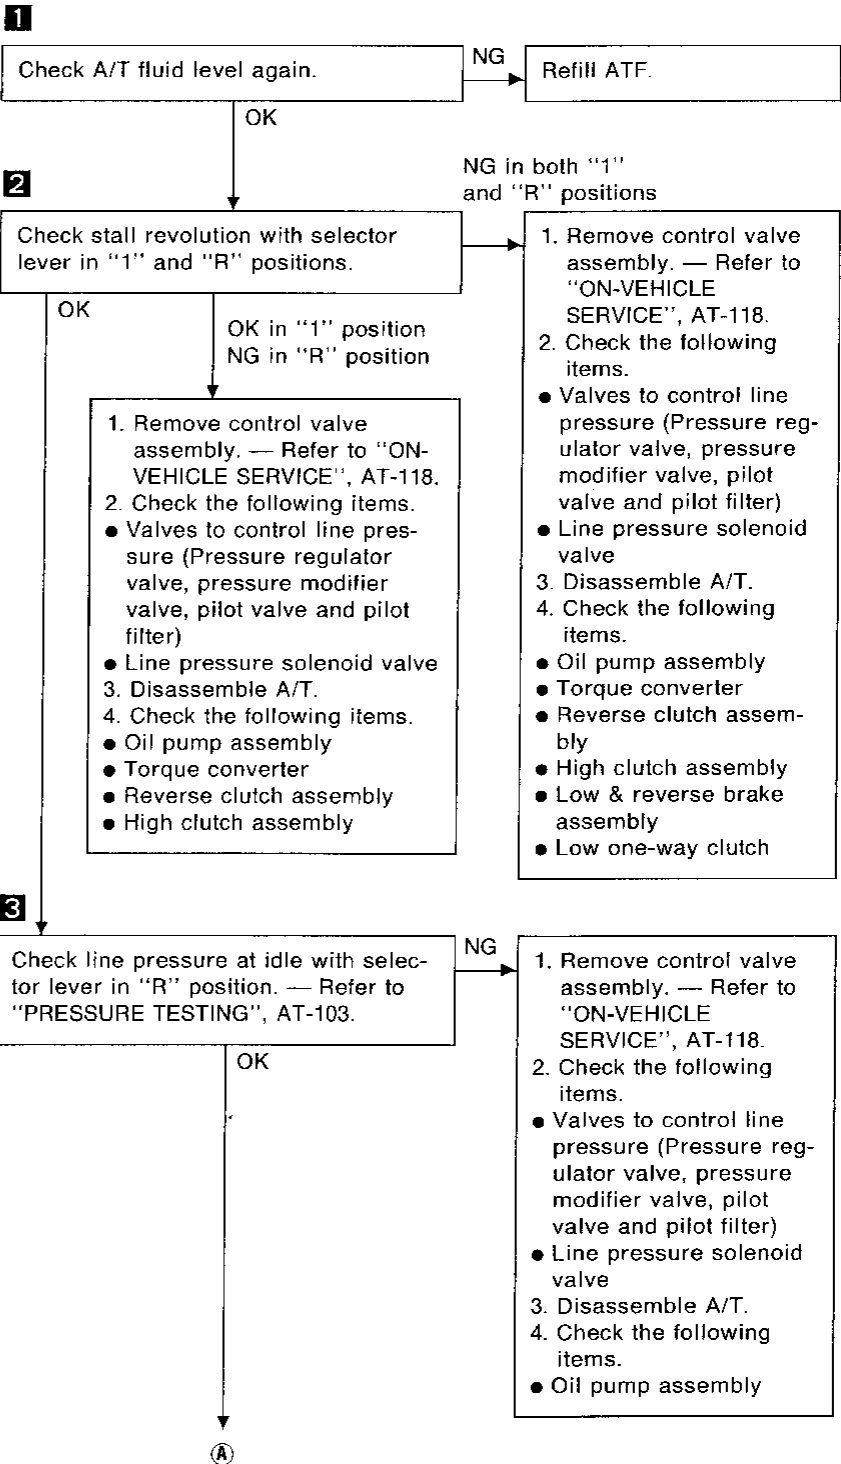 1
Check A/T fluid level again.
NG
Refill ATF.
OK
2
NG in both "1"
and "R" positions
Check stall revolution with selector
lever in "1" and "R" positions.
OK
OK in "1" position
NG in "R" position
1. Remove control valve
assembly. — Refer to "ON-
VEHICLE SERVICE", AT-118.
2. Check the following items.
● Valves to control line pres-
sure (Pressure regulator
valve, pressure modifier
valve, pilot valve and pilot
filter)
● Line pressure solenoid valve
3. Disassemble A/T.
4. Check the following items.
● Oil pump assembly
● Torque converter
● Reverse clutch assembly
● High clutch assembly
1. Remove control valve
assembly. — Refer to
"ON-VEHICLE
SERVICE", AT-118.
2. Check the following
items.
● Valves to control line
pressure (Pressure reg-
ulator valve, pressure
modifier valve, pilot
valve and pilot filter)
● Line pressure solenoid
valve
3. Disassemble A/T.
4. Check the following
items.
● Oil pump assembly
● Torque converter
● Reverse clutch assem-
bly
● High clutch assembly
● Low & reverse brake
assembly
● Low one-way clutch
3
Check line pressure at idle with selec-
tor lever in "R" position. — Refer to
"PRESSURE TESTING", AT-103.
NG
OK
1. Remove control valve
assembly. — Refer to
"ON-VEHICLE
SERVICE", AT-118.
2. Check the following
items.
● Valves to control line
pressure (Pressure reg-
ulator valve, pressure
modifier valve, pilot
valve and pilot filter)
● Line pressure solenoid
valve
3. Disassemble A/T.
4. Check the following
items.
● Oil pump assembly
Ⓐ